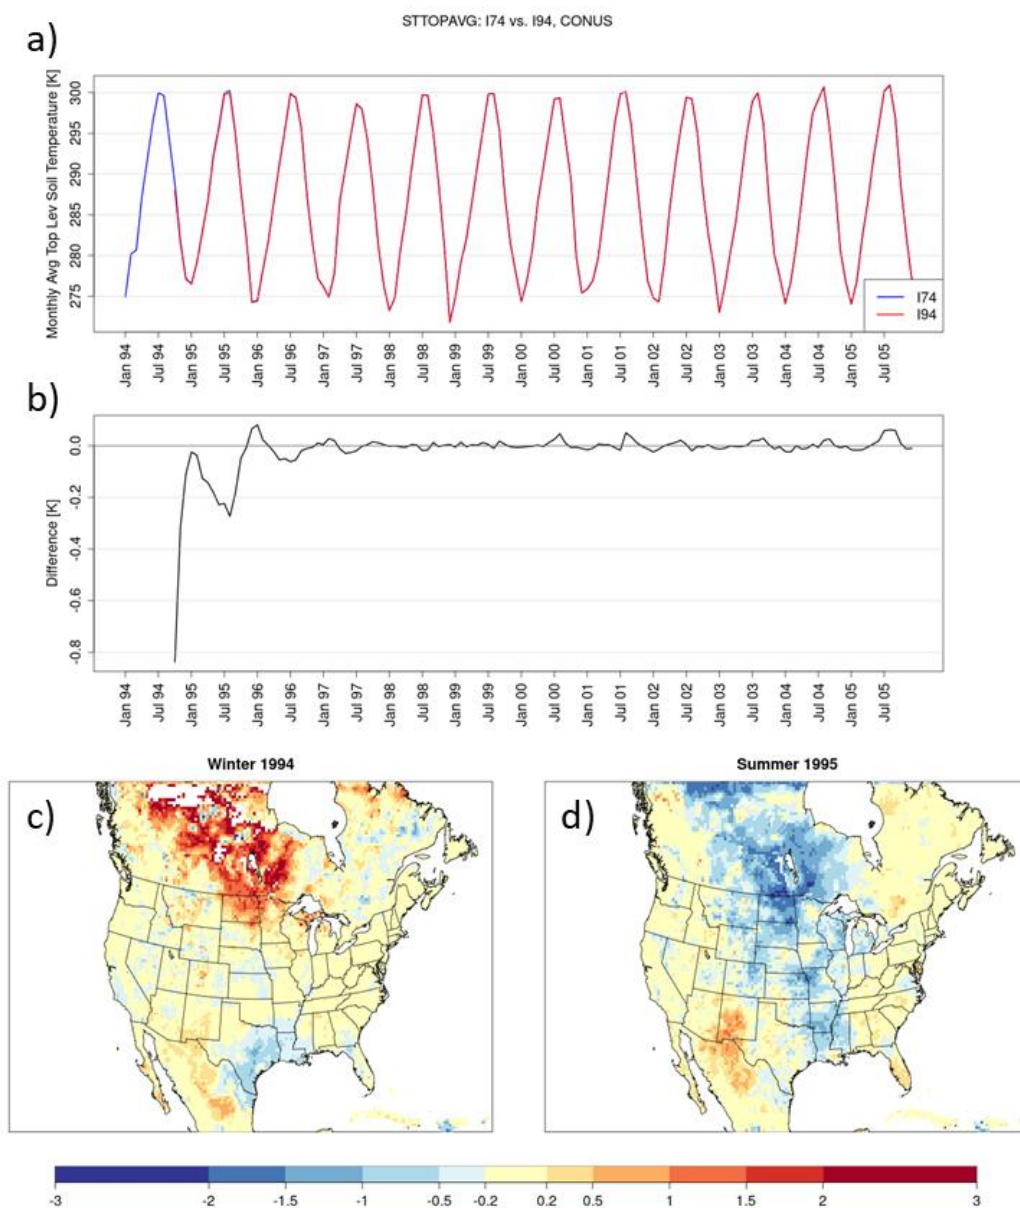 STTOPAVG: I74 vs. I94, CONUS
a)
Monthly Avg Top Lev Soil Temperature [K]
300
295
290
285
280
275
I74
I94
Jan 94
Jul 94
Jan 95
Jul 95
Jan 96
Jul 96
Jan 97
Jul 97
Jan 98
Jul 98
Jan 99
Jul 99
Jan 00
Jul 00
Jan 01
Jul 01
Jan 02
Jul 02
Jan 03
Jul 03
Jan 04
Jul 04
Jan 05
Jul 05
b)
Difference [K]
0.0
-0.2
-0.4
-0.6
-0.8
Jan 94
Jul 94
Jan 95
Jul 95
Jan 96
Jul 96
Jan 97
Jul 97
Jan 98
Jul 98
Jan 99
Jul 99
Jan 00
Jul 00
Jan 01
Jul 01
Jan 02
Jul 02
Jan 03
Jul 03
Jan 04
Jul 04
Jan 05
Jul 05
Winter 1994
c)
Summer 1995
d)
-3 -2 -1.5 -1 -0.5 -0.2 0.2 0.5 1 1.5 2 3